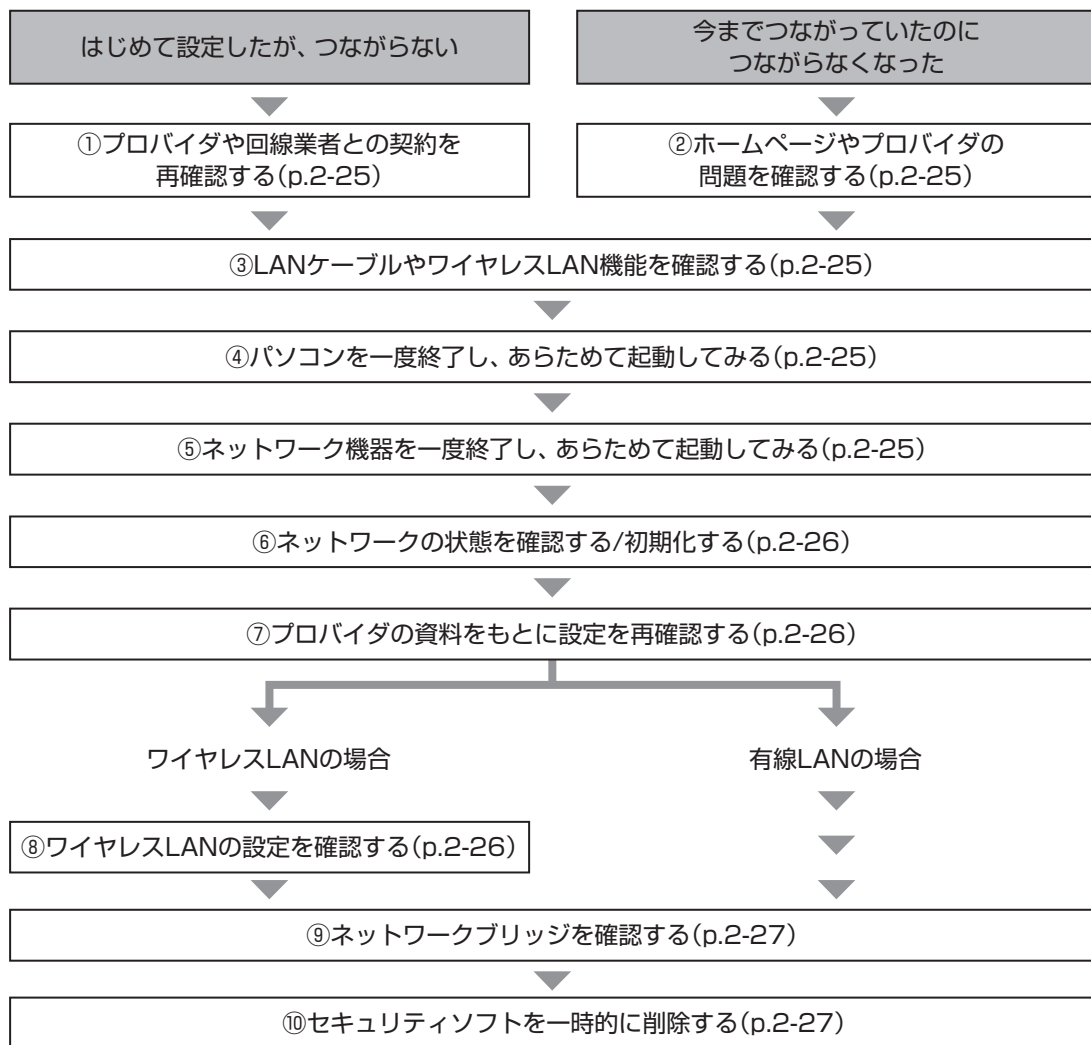 はじめて設定したが、つながらない
今までつながっていたのに
つながらなくなった
①プロバイダや回線業者との契約を
再確認する(p.2-25)
②ホームページやプロバイダの
問題を確認する(p.2-25)
③LANケーブルやワイヤレスLAN機能を確認する(p.2-25)
④パソコンを一度終了し、あらためて起動してみる(p.2-25)
⑤ネットワーク機器を一度終了し、あらためて起動してみる(p.2-25)
⑥ネットワークの状態を確認する/初期化する(p.2-26)
⑦プロバイダの資料をもとに設定を再確認する(p.2-26)
ワイヤレスLANの場合
有線LANの場合
⑧ワイヤレスLANの設定を確認する(p.2-26)
⑨ネットワークブリッジを確認する(p.2-27)
⑩セキュリティソフトを一時的に削除する(p.2-27)